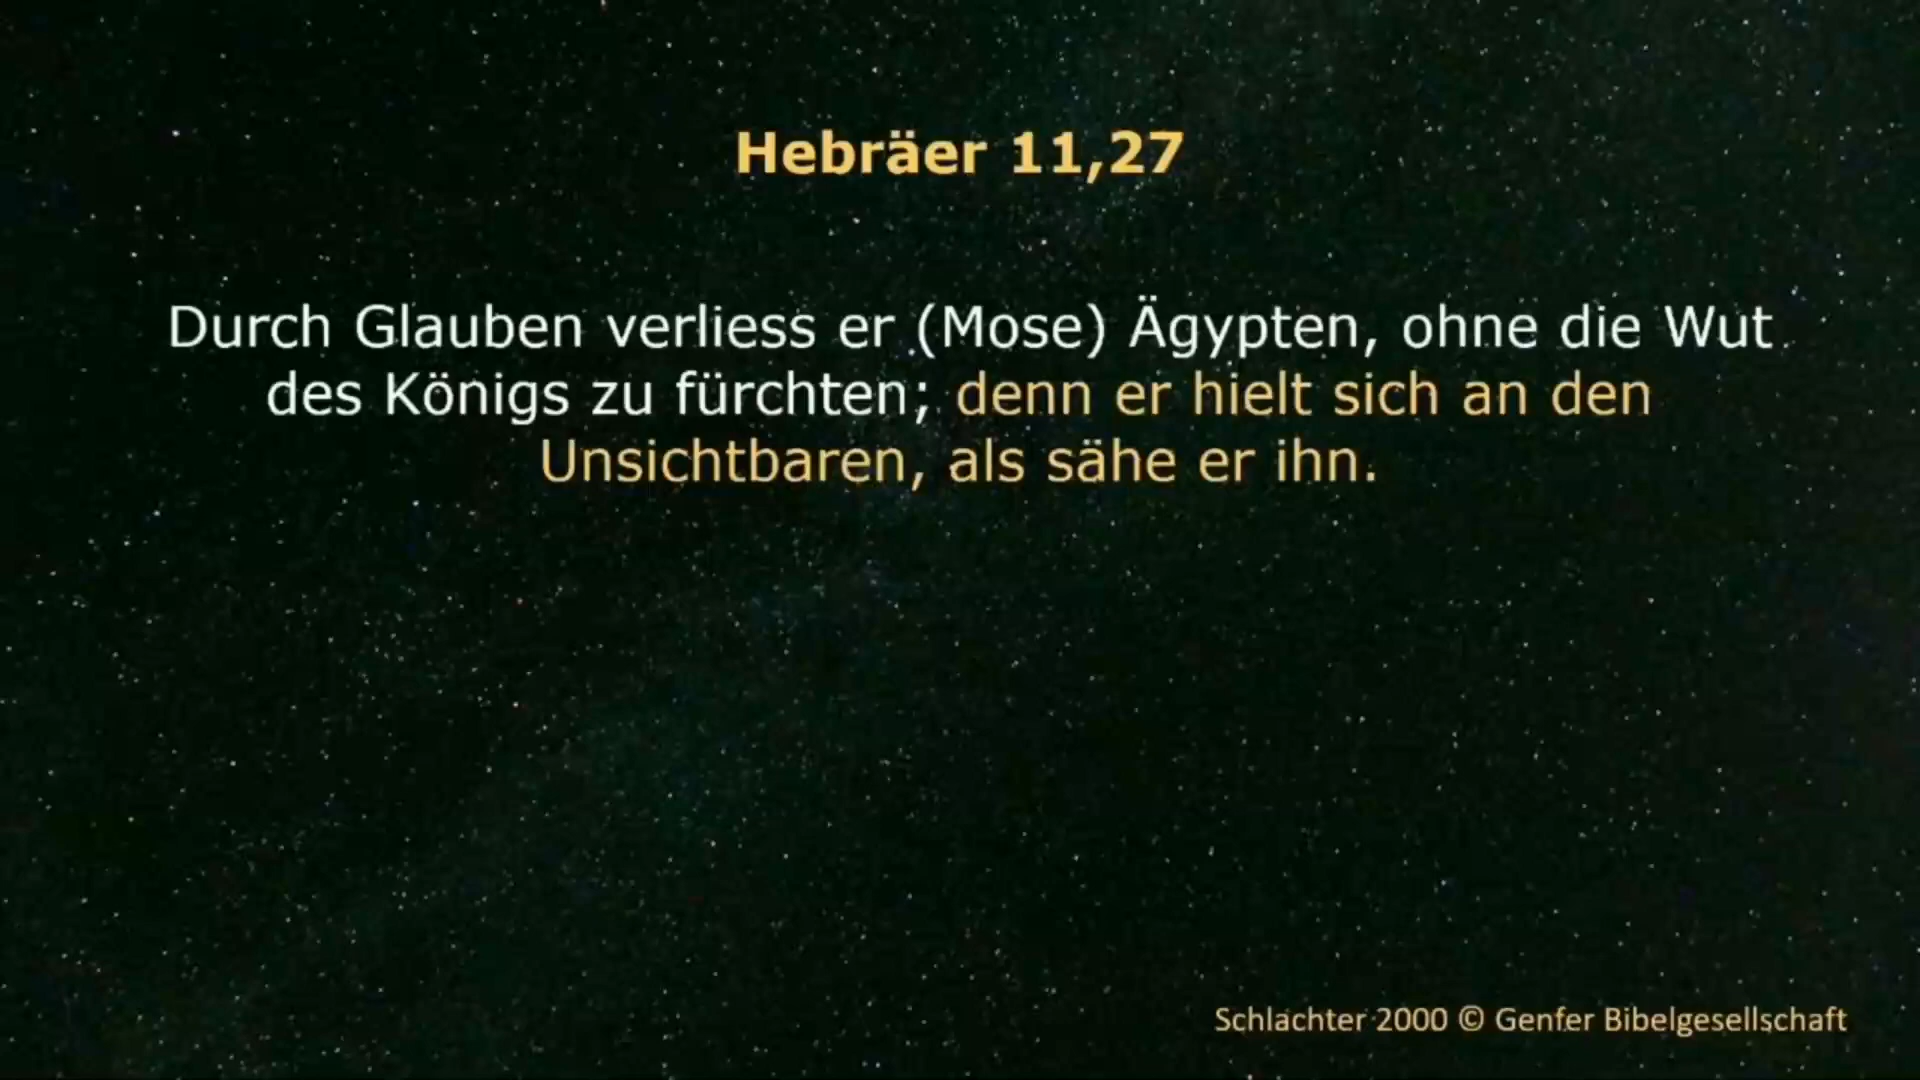 Hebräer 11,27
Durch Glauben verliess er (Mose) Ägypten, ohne die Wut
des Königs zu fürchten; denn er hielt sich an den
Unsichtbaren, als sähe er ihn.
Schlachter 2000 © Genfer Bibelgesellschaft